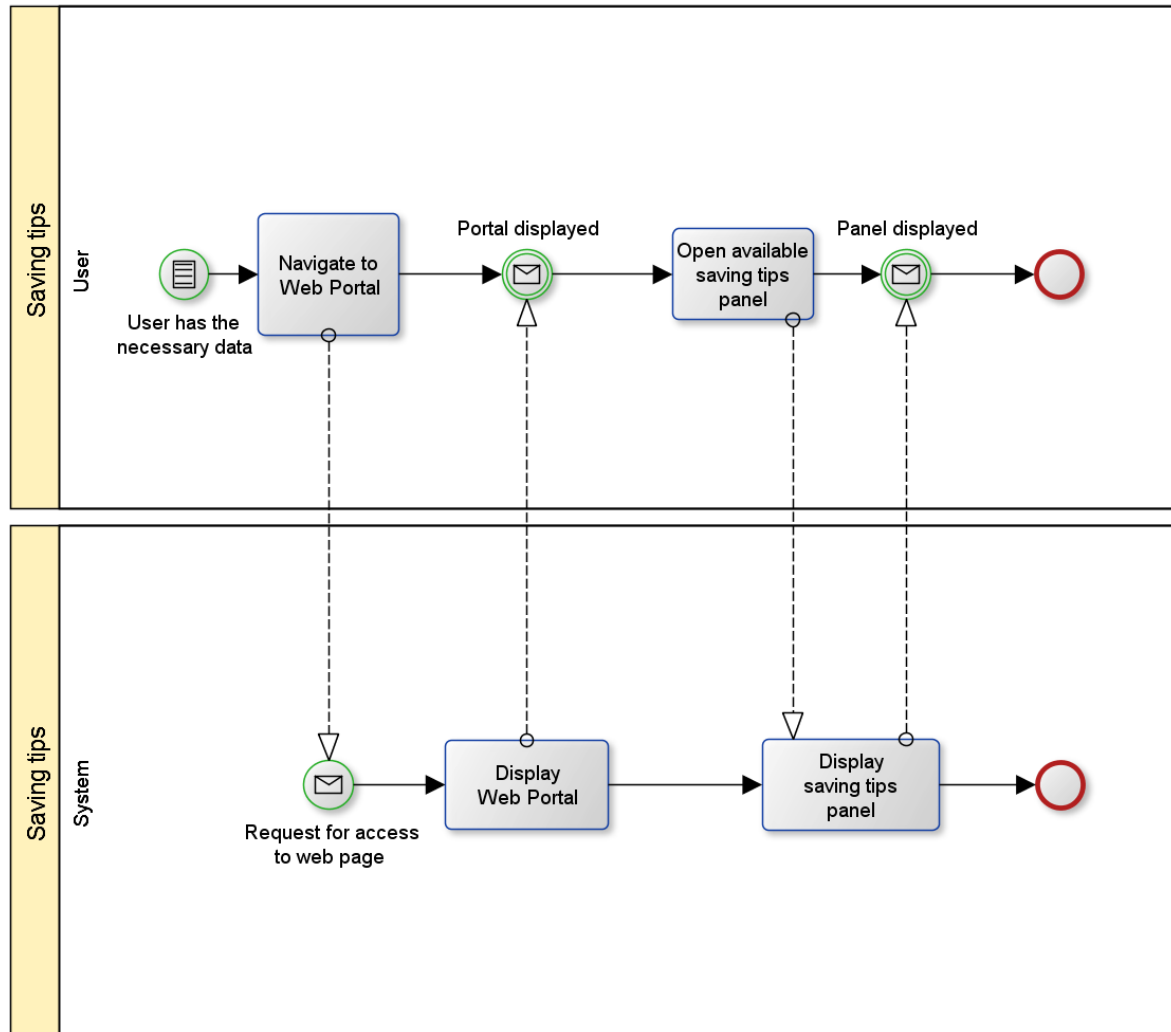 Saving tips
User
User has the
necessary data
Navigate to
Web Portal
Portal displayed
Open available
saving tips
panel
Panel displayed
Saving tips
System
Request for access
to web page
Display
Web Portal
Display
saving tips
panel